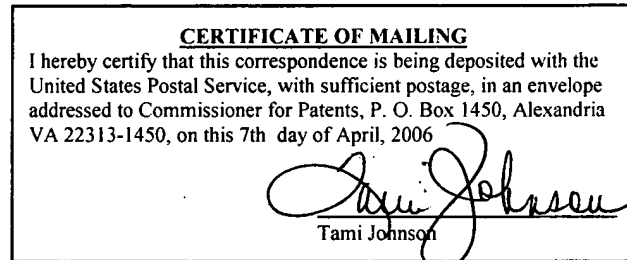 CERTIFICATE OF MAILING
I hereby certify that this correspondence is being deposited with the
United States Postal Service, with sufficient postage, in an envelope
addressed to Commissioner for Patents, P. O. Box 1450, Alexandria
VA 22313-1450, on this 7th day of April, 2006
Tami Johnson
Tami Johnson